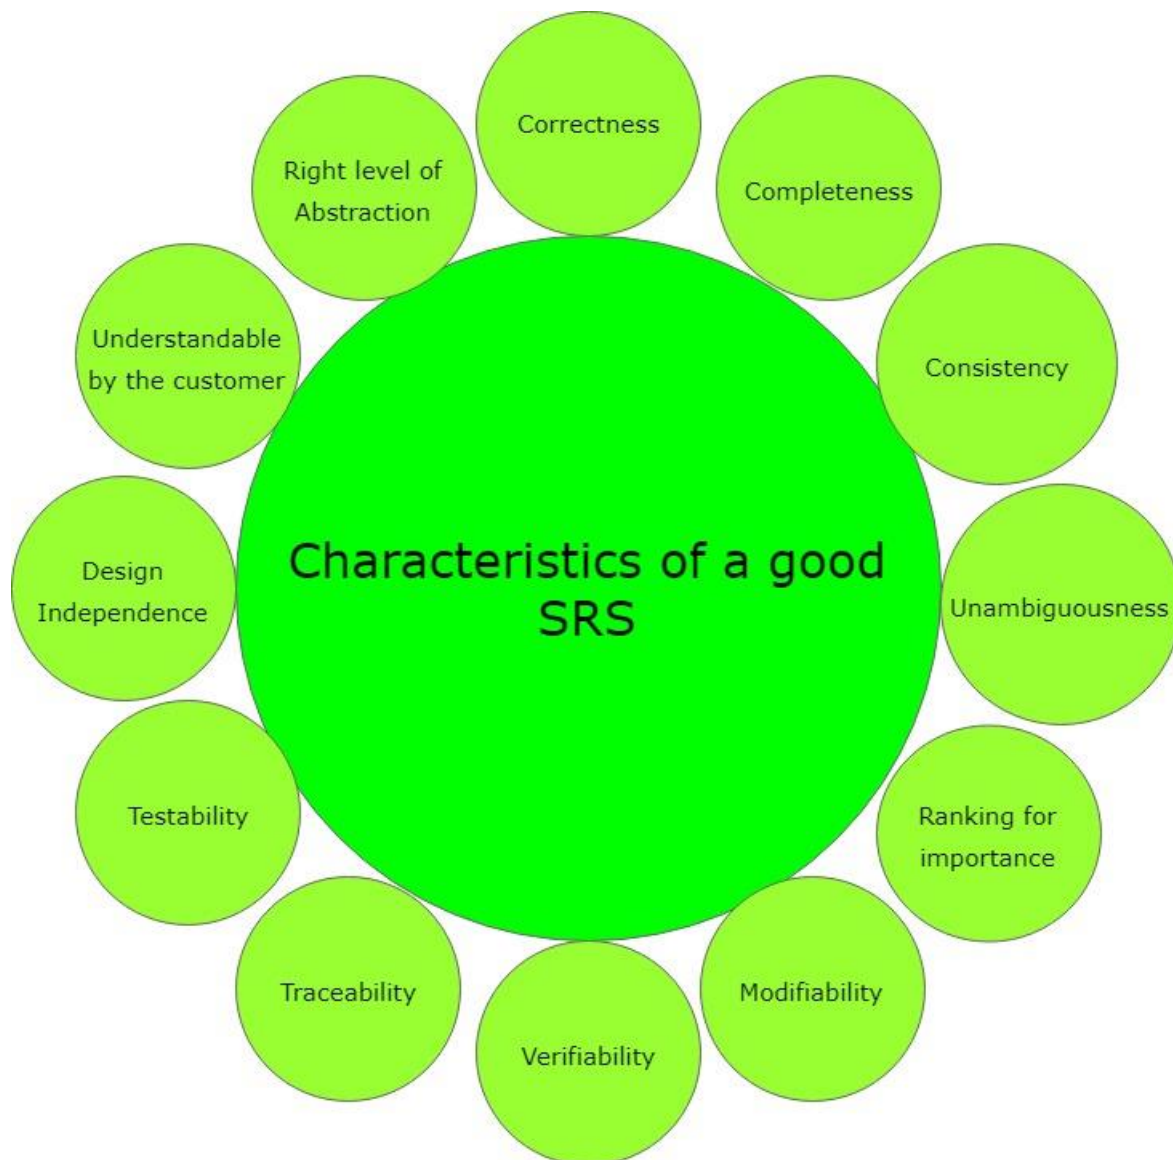 Correctness
Completeness
Consistency
Unambiguousness
Ranking for
importance
Modifiability
Verifiability
Traceability
Testability
Design
Independence
Understandable
by the customer
Right level of
Abstraction
Characteristics of a good
SRS